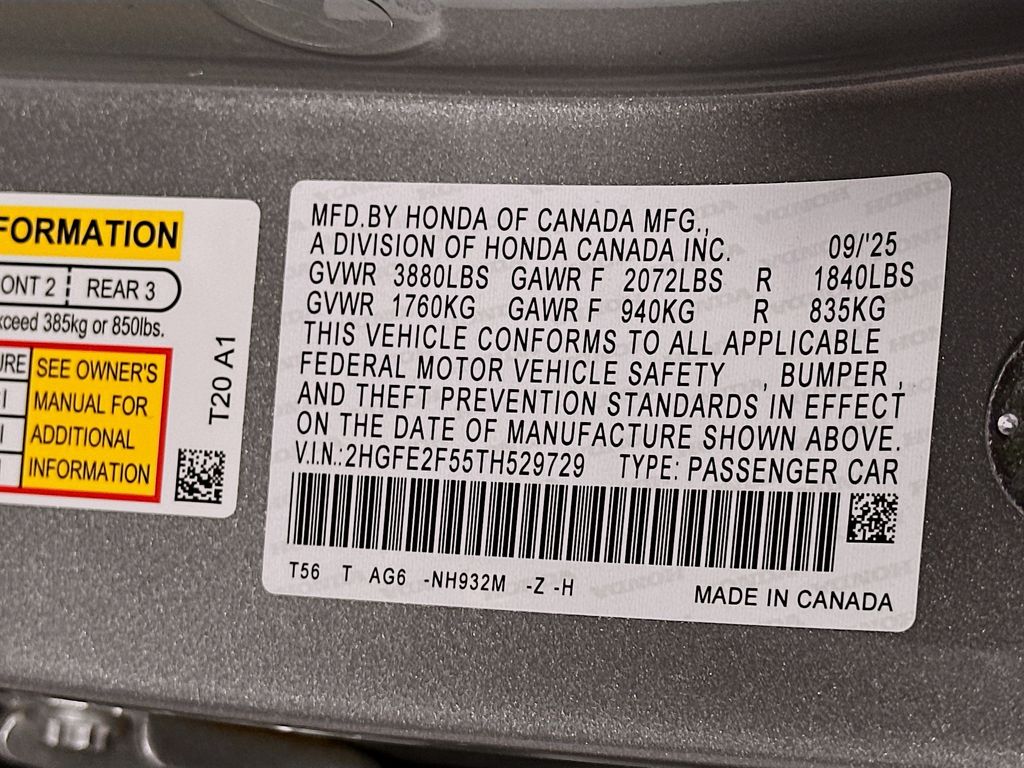 FORMATION
ONT 2 REAR 3
xceed 385kg or 850lbs.
URE
SEE OWNER'S
MANUAL FOR
ADDITIONAL
INFORMATION
T20 A1
MFD.BY HONDA OF CANADA MFG.,
A DIVISION OF HONDA CANADA INC. 09/'25
GVWR 3880LBS GAWR F 2072LBS R 1840LBS
GVWR 1760KG GAWR F 940KG R 835KG
THIS VEHICLE CONFORMS TO ALL APPLICABLE
FEDERAL MOTOR VEHICLE SAFETY , BUMPER ,
AND THEFT PREVENTION STANDARDS IN EFFECT
ON THE DATE OF MANUFACTURE SHOWN ABOVE.
V.I.N.:2HGFE2F55TH529729 TYPE: PASSENGER CAR
T56 T AG6 -NH932M -Z -H
MADE IN CANADA